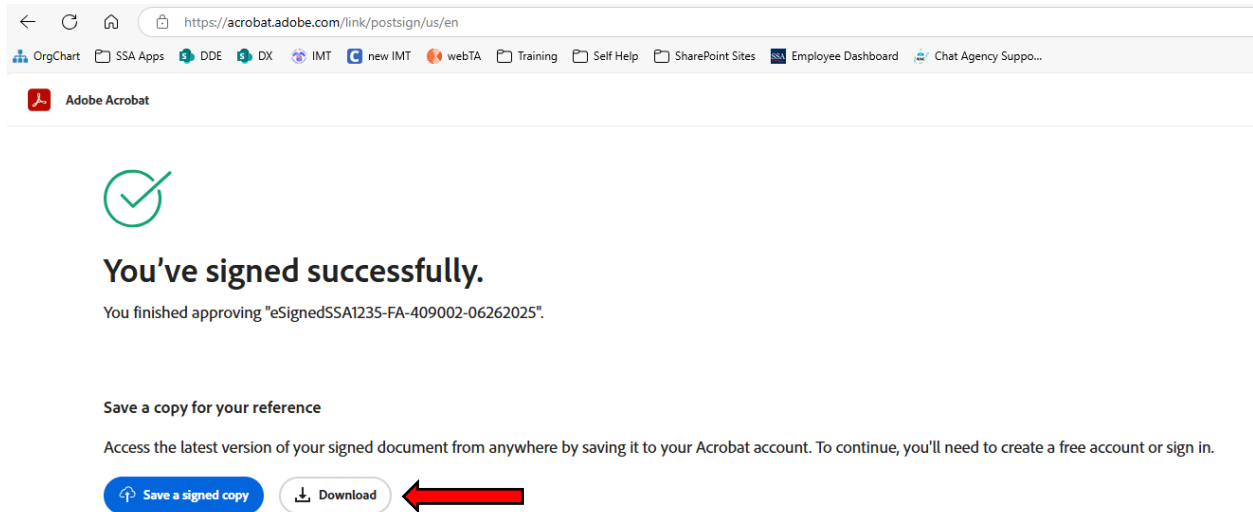 https://acrobat.adobe.com/link/postsign/us/en
OrgChart SSA Apps DDE DX IMT new IMT webTA Training Self Help SharePoint Sites SSA Employee Dashboard Chat Agency Suppo...
Adobe Acrobat
You've signed successfully.
You finished approving "eSignedSSA1235-FA-409002-06262025".
Save a copy for your reference
Access the latest version of your signed document from anywhere by saving it to your Acrobat account. To continue, you'll need to create a free account or sign in.
Save a signed copy Download